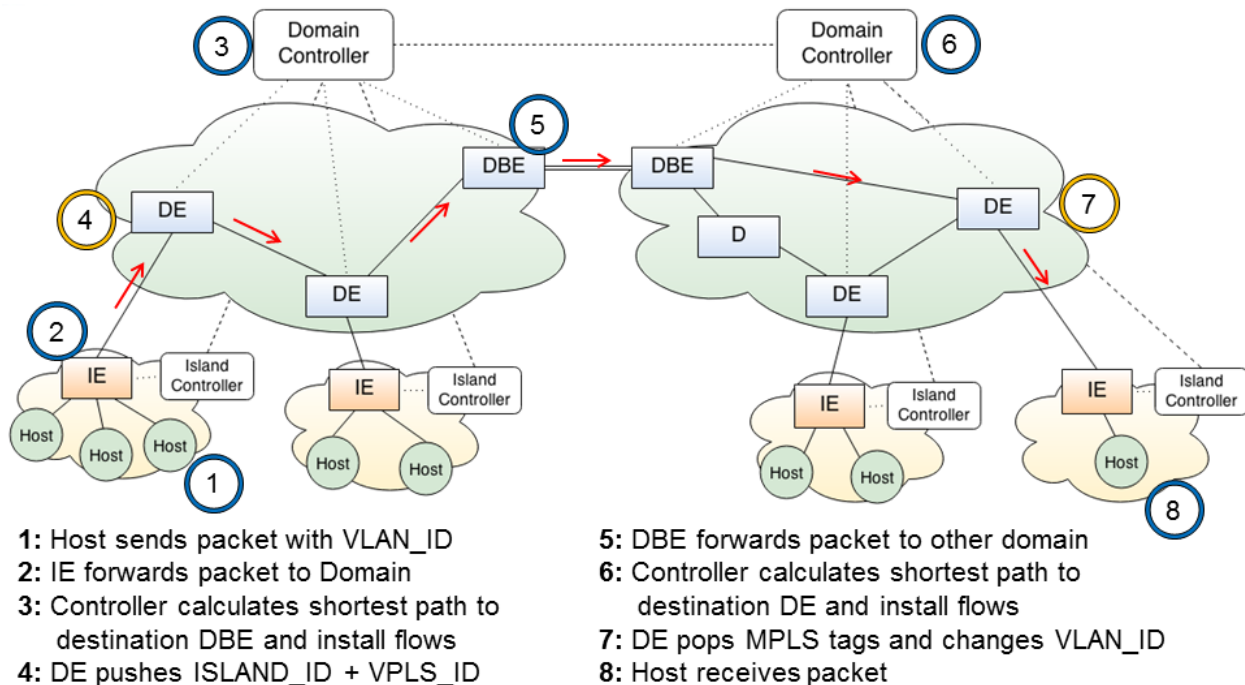 3
Domain
Controller
Domain
Controller
6
5
DBE
DBE
4
DE
DE
7
D
DE
DE
2
IE
Island
Controller
IE
Island
Controller
IE
Island
Controller
IE
Island
Controller
Host
Host
Host
Host
Host
Host
Host
Host
1
8
1: Host sends packet with VLAN_ID
2: IE forwards packet to Domain
3: Controller calculates shortest path to
destination DBE and install flows
4: DE pushes ISLAND_ID + VPLS_ID
5: DBE forwards packet to other domain
6: Controller calculates shortest path to
destination DE and install flows
7: DE pops MPLS tags and changes VLAN_ID
8: Host receives packet